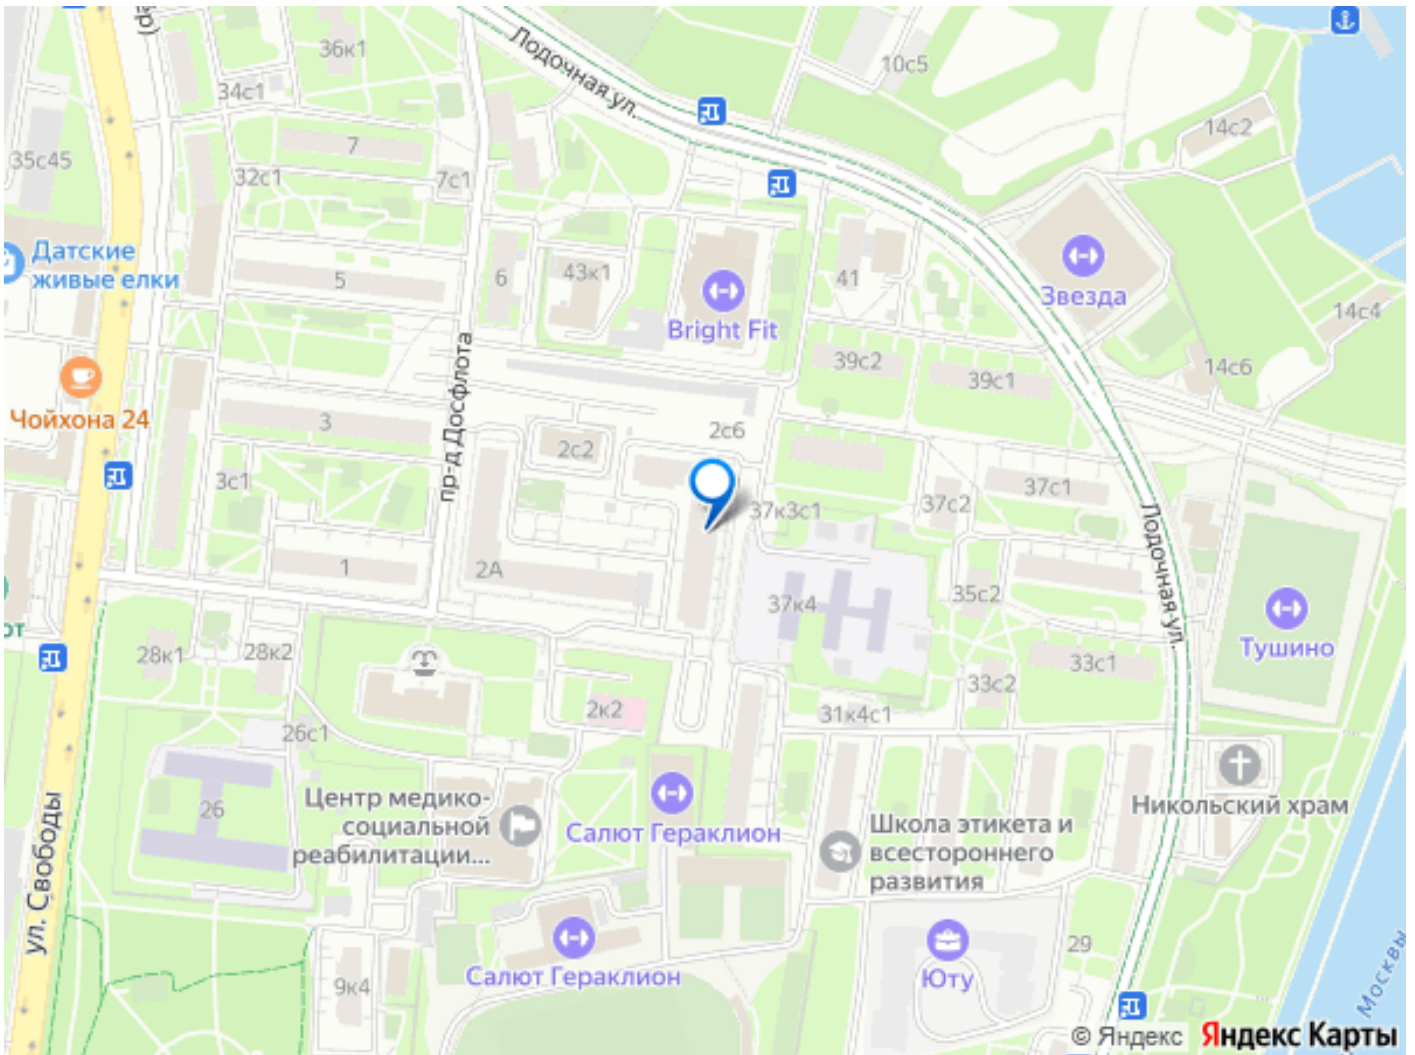 36к1
Лодочная ул.
10с5
34с1
14с2
35с45
7
32с1
7с1
Датские
живые елки
5
6
43к1
41
Звезда
Bright Fit
14с4
39с2
39с1
14с6
Чойхона 24
3
пр-д Досфлота
2с2
2с6
3с1
37к3с1
37с2
37с1
Лодочная ул.
1
2А
37к4
35с2
от
28к1
28к2
33с1
Тушино
33с2
2к2
31к4с1
26с1
Никольский храм
ул. Свободы
26
Центр медико-
социальной
реабилитации...
Салют Гераклион
Школа этикета и
всестороннего
развития
29
Салют Гераклион
Юту
9к4
Москвы
© Яндекс Яндекс Карты